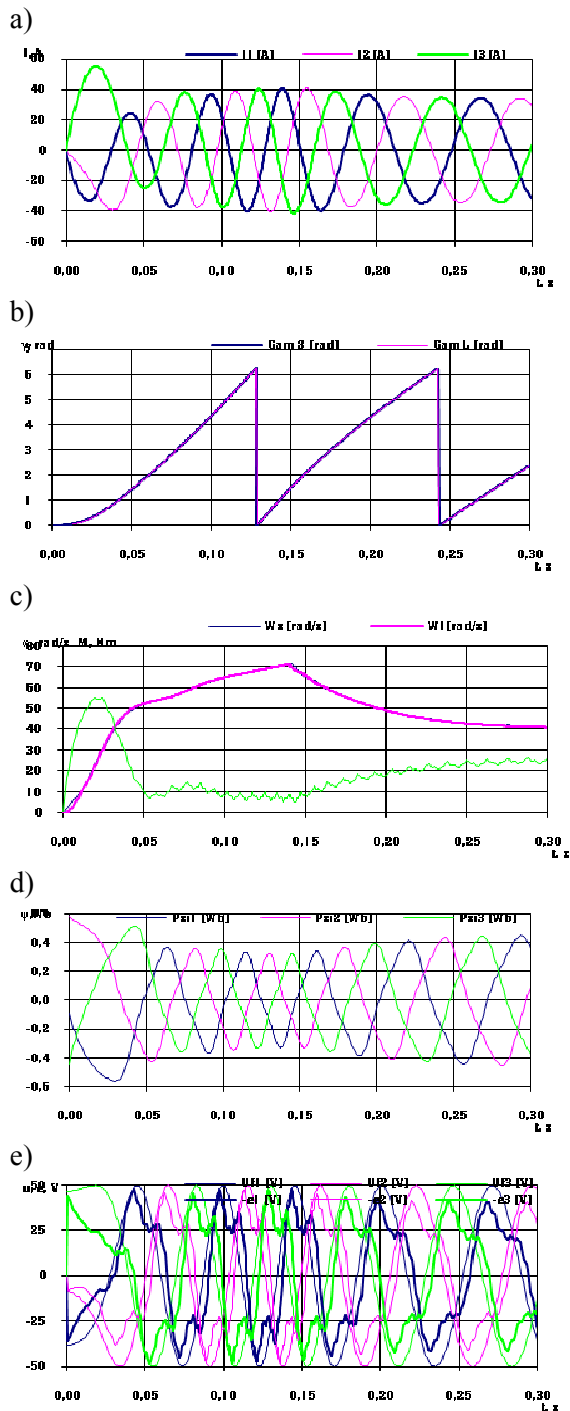 a)
I1 [A] I2 [A] I3 [A]
60
40
20
0
-20
-40
-60
0,00 0,05 0,10 0,15 0,20 0,25 0,30
t, z
b)
Gam S [rad] Gam L [rad]
7
6
5
4
3
2
1
0
0,00 0,05 0,10 0,15 0,20 0,25 0,30
t, z
c)
Ws [rad/z] Wl [rad/z]
rad/z M, Nm
80
70
60
50
40
30
20
10
0
0,00 0,05 0,10 0,15 0,20 0,25 0,30
t, z
d)
Psi1 [Wb] Psi2 [Wb] Psi3 [Wb]
0,4
0,2
0,0
-0,2
-0,4
-0,6
0,00 0,05 0,10 0,15 0,20 0,25 0,30
t, z
e)
Uf1 [V] Uf2 [V] Uf3 [V]
-e1 [V] -e2 [V] -e3 [V]
50
25
0
-25
-50
0,00 0,05 0,10 0,15 0,20 0,25 0,30
t, z